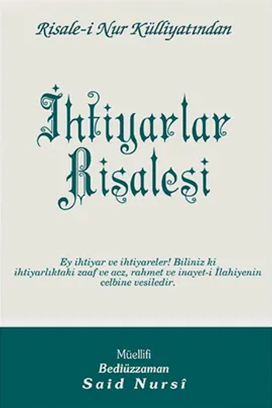 Risale-i Nur Külliyatından
İhtiyarlar
Risalesi
Ey ihtiyar ve ihtiyareler! Biliniz ki
ihtiyarlıktaki zaaf ve acz, rahmet ve inayet-i İlahiyenin
celbine vesiledir.
Müellifi
Bediüzzaman
Said Nursî